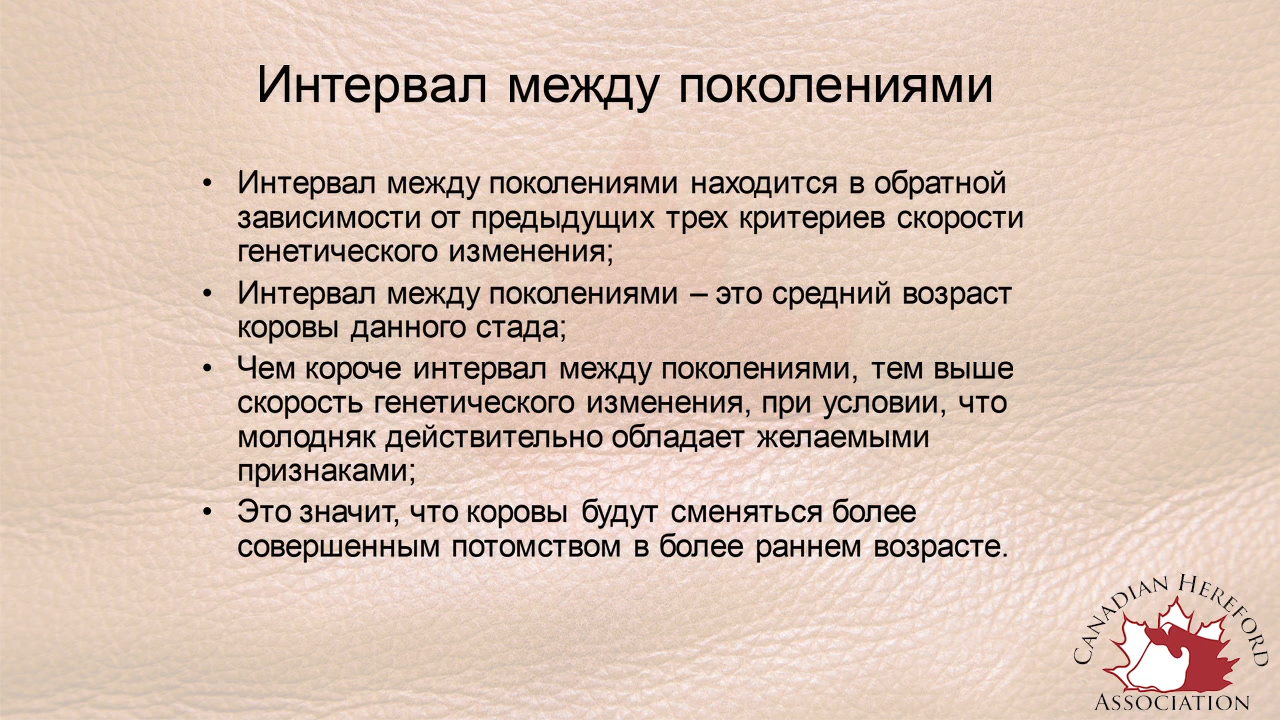 Интервал между поколениями
• Интервал между поколениями находится в обратной
зависимости от предыдущих трех критериев скорости
генетического изменения;
• Интервал между поколениями – это средний возраст
коровы данного стада;
• Чем короче интервал между поколениями, тем выше
скорость генетического изменения, при условии, что
молодняк действительно обладает желаемыми
признаками;
• Это значит, что коровы будут сменяться более
совершенным потомством в более раннем возрасте.
Canadian Hereford
Association